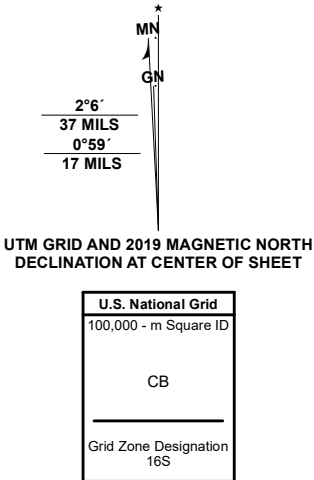 ★
MN
GN
2°6´
37 MILS
0°59´
17 MILS
UTM GRID AND 2019 MAGNETIC NORTH
DECLINATION AT CENTER OF SHEET
U.S. National Grid
100,000 - m Square ID
CB
Grid Zone Designation
16S